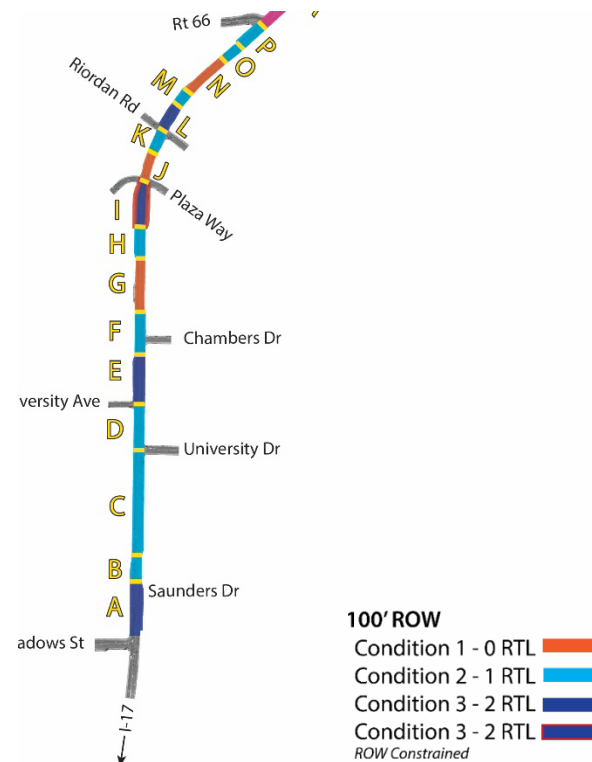 Rt 66
P
O
N
M
Riordan Rd
L
K
J
Plaza Way
I
H
G
F
Chambers Dr
E
versity Ave
D
University Dr
C
B
Saunders Dr
A
adows St
I-17
100' ROW
Condition 1 - 0 RTL
Condition 2 - 1 RTL
Condition 3 - 2 RTL
Condition 3 - 2 RTL
ROW Constrained